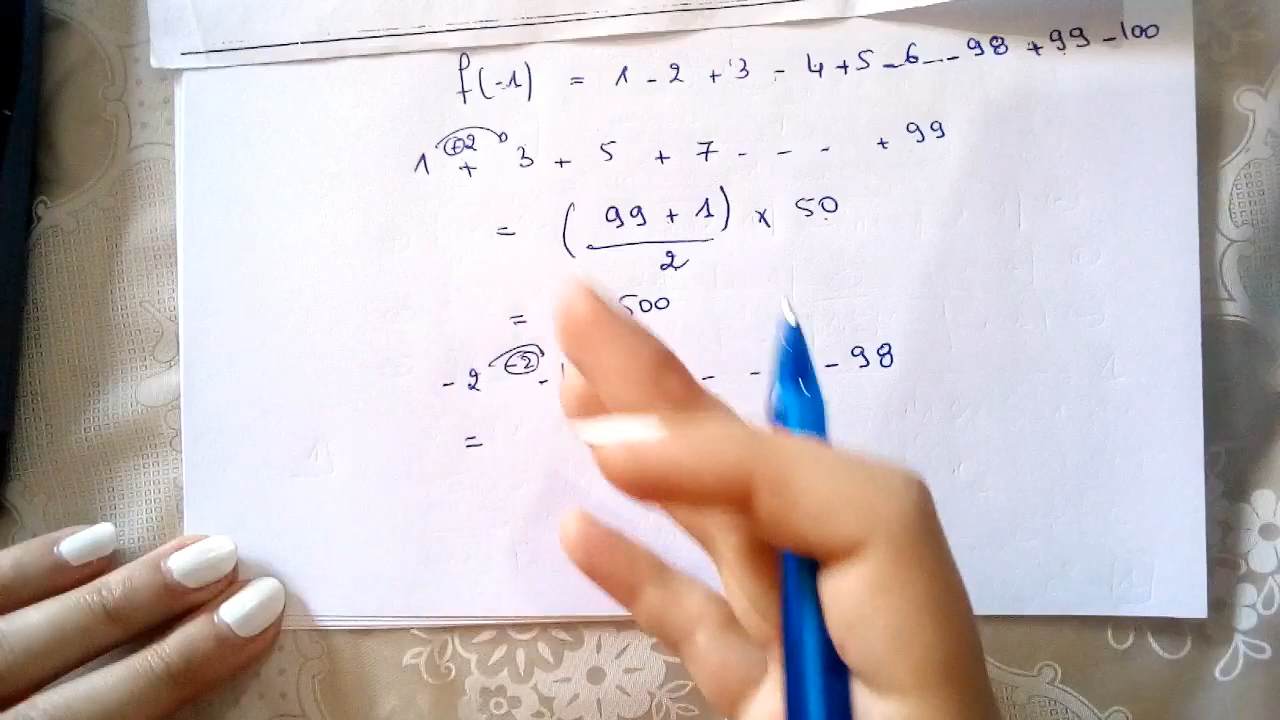 f(-1) = 1 - 2 + 3 - 4 + 5 - 6 - - - 98 + 99 - 100
+2
1 + 3 + 5 + 7 - - - + 99
= (99 + 1)/2 × 50
= 500
-2
- 2 - - - - 98
=